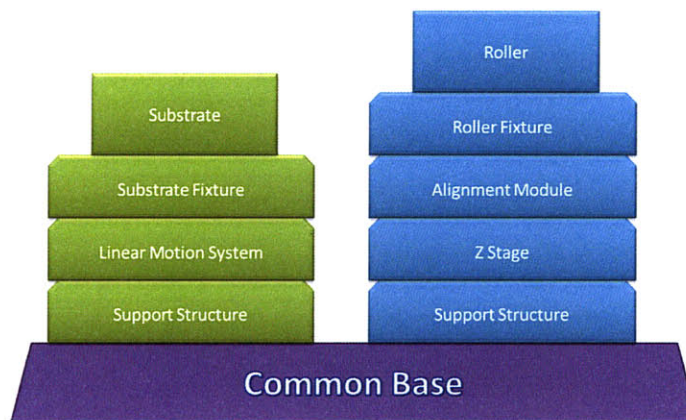 Roller
Substrate
Roller Fixture
Substrate Fixture
Alignment Module
Linear Motion System
Z Stage
Support Structure
Support Structure
Common Base